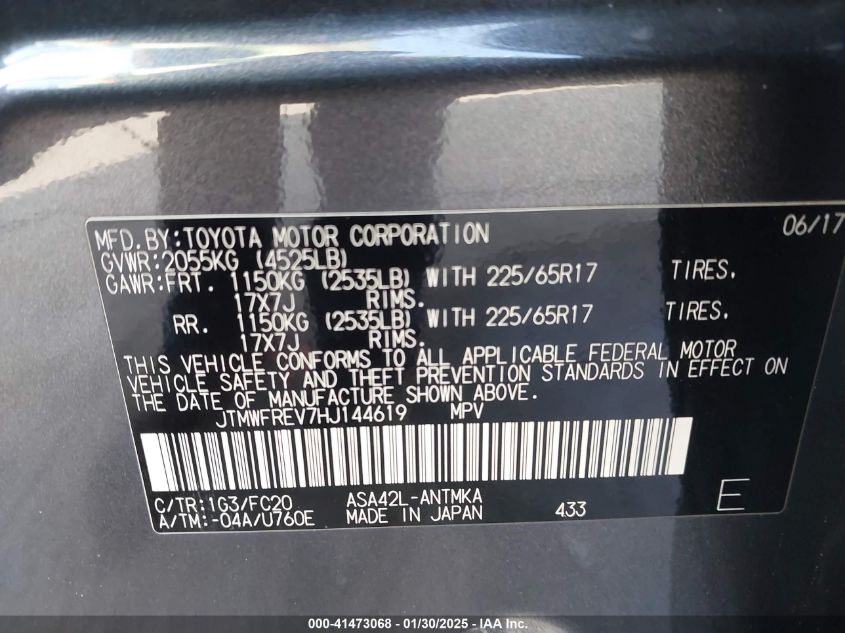 06/17
MFD.BY:TOYOTA MOTOR CORPORATION
GVWR:2055KG (4525LB)
GAWR:FRT. 1150KG (2535LB) WITH 225/65R17 TIRES.
17X7J RIMS.
RR. 1150KG (2535LB) WITH 225/65R17 TIRES.
17X7J RIMS.
THIS VEHICLE CONFORMS TO ALL APPLICABLE FEDERAL MOTOR
VEHICLE SAFETY AND THEFT PREVENTION STANDARDS IN EFFECT ON
THE DATE OF MANUFACTURE SHOWN ABOVE.
JTMWFREV7HJ144619 MPV
C/TR:1G3/FC20 ASA42L-ANTMKA
A/TM:-04A/U760E MADE IN JAPAN 433 E
000-41473068 - 01/30/2025 - IAA Inc.